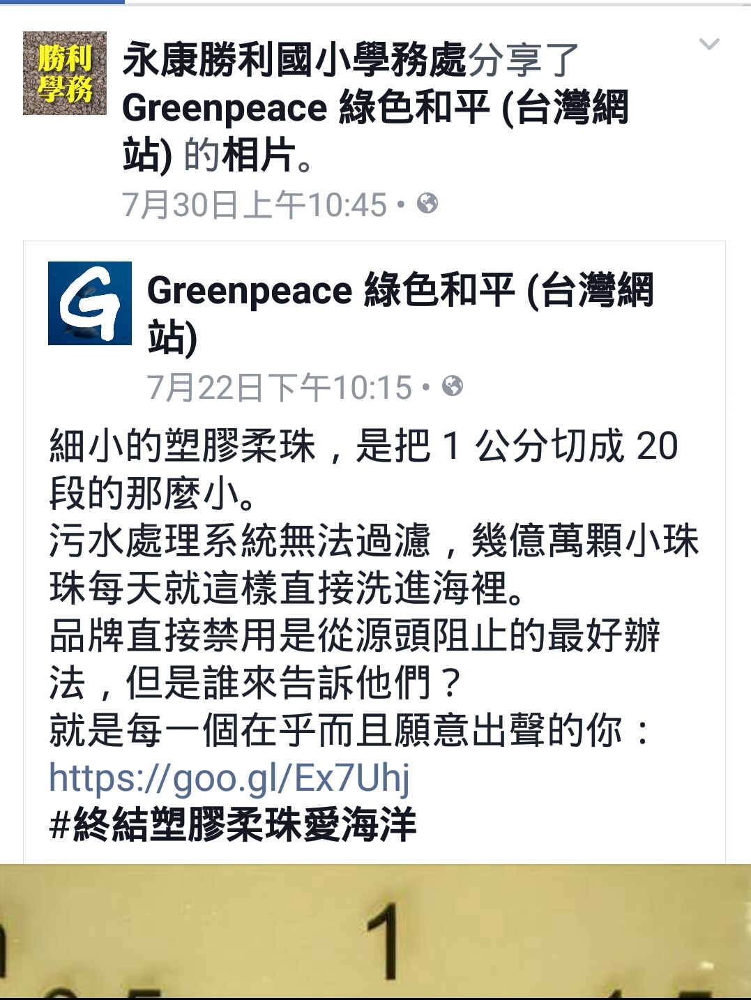 勝利
學務
永康勝利國小學務處分享了
Greenpeace 綠色和平 (台灣網
站) 的相片。
7月30日上午10:45 •
G
Greenpeace 綠色和平 (台灣網
站)
7月22日下午10:15 •
細小的塑膠柔珠，是把 1 公分切成 20
段的那麼小。
污水處理系統無法過濾，幾億萬顆小珠
珠每天就這樣直接洗進海裡。
品牌直接禁用是從源頭阻止的最好辦
法，但是誰來告訴他們？
就是每一個在乎而且願意出聲的你：
https://goo.gl/Ex7Uhj
#終結塑膠柔珠愛海洋
1